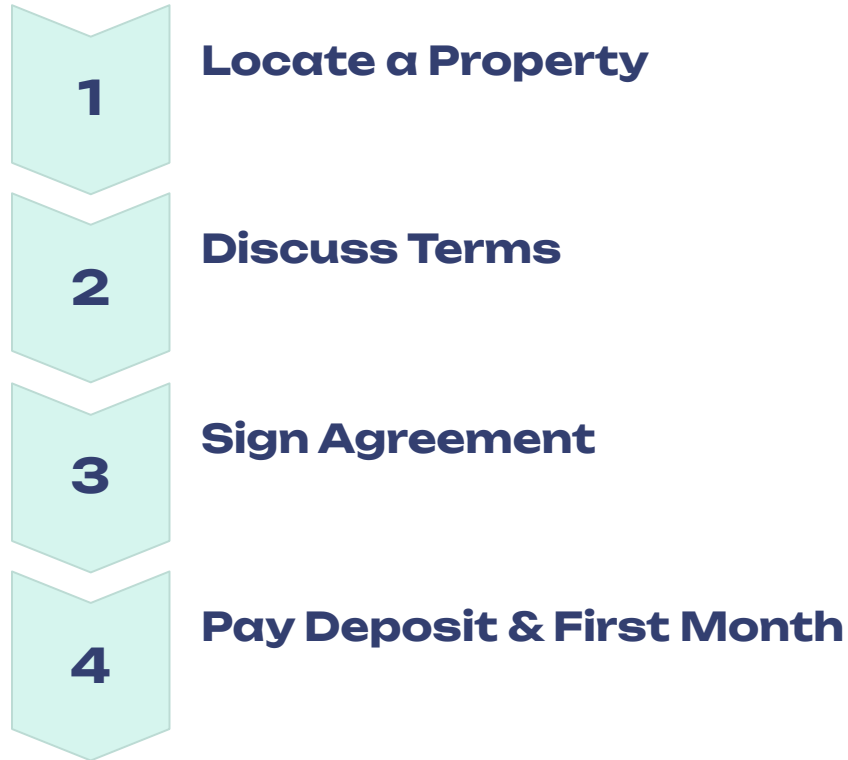 1
Locate a Property
2
Discuss Terms
3
Sign Agreement
4
Pay Deposit & First Month